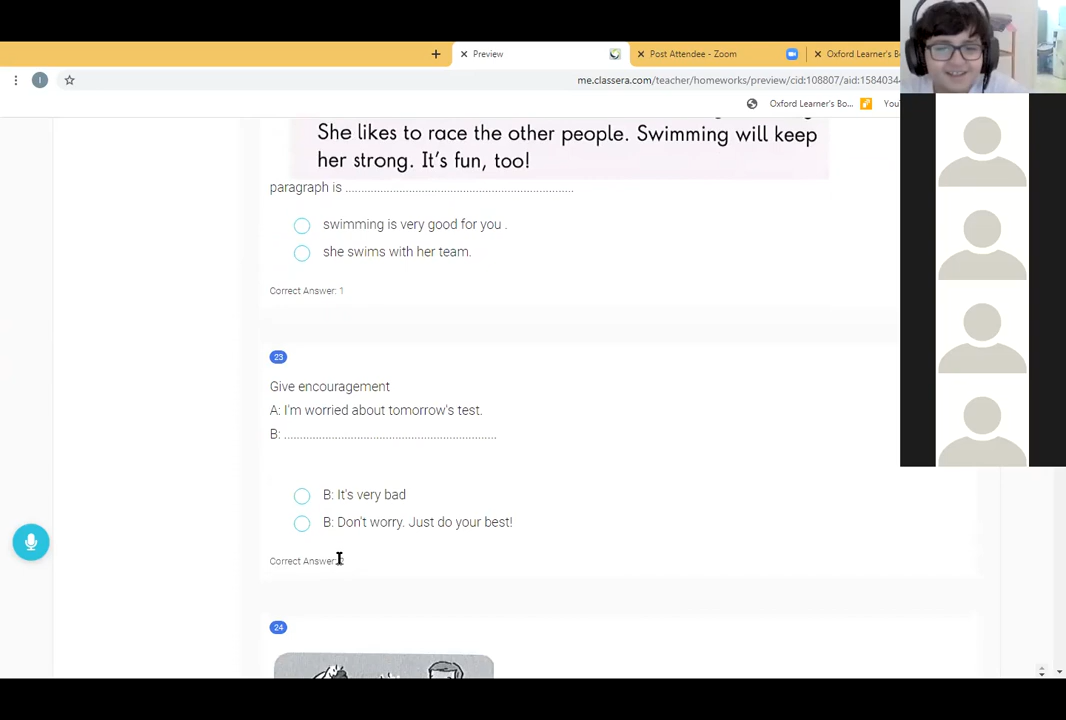 Preview
Post Attendee - Zoom
Oxford Learner's Bo
me.classera.com/teacher/homeworks/preview/cid:108807/aid:1584034
Oxford Learner's Bo...
She likes to race the other people. Swimming will keep
her strong. It's fun, too!
paragraph is ..........................................................................
swimming is very good for you .
she swims with her team.
Correct Answer: 1
23
Give encouragement
A: I'm worried about tomorrow's test.
B: ....................................................................
B: It's very bad
B: Don't worry. Just do your best!
Correct Answer: 2
24